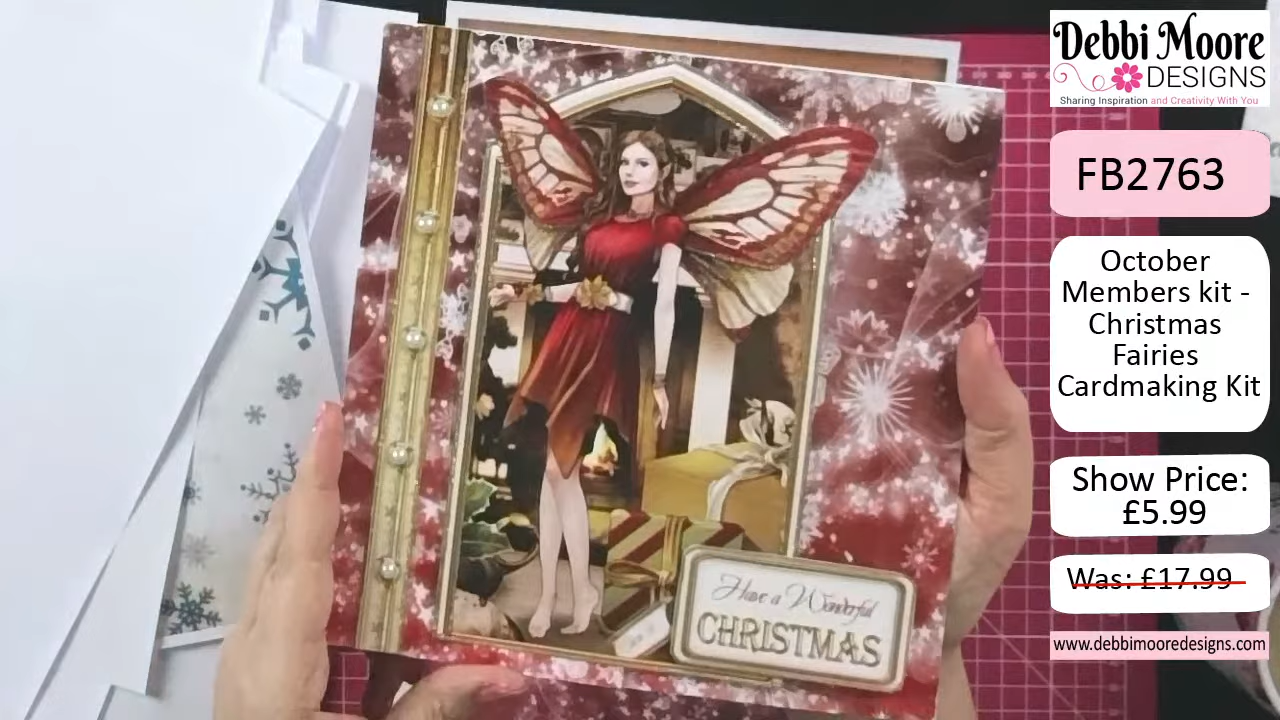 Debbi Moore
DESIGNS
Sharing Inspiration and Creativity With You
FB2763
October
Members kit -
Christmas
Fairies
Cardmaking Kit
Show Price:
£5.99
Was: £17.99
www.debbimooredesigns.com
Have a Wonderful
CHRISTMAS